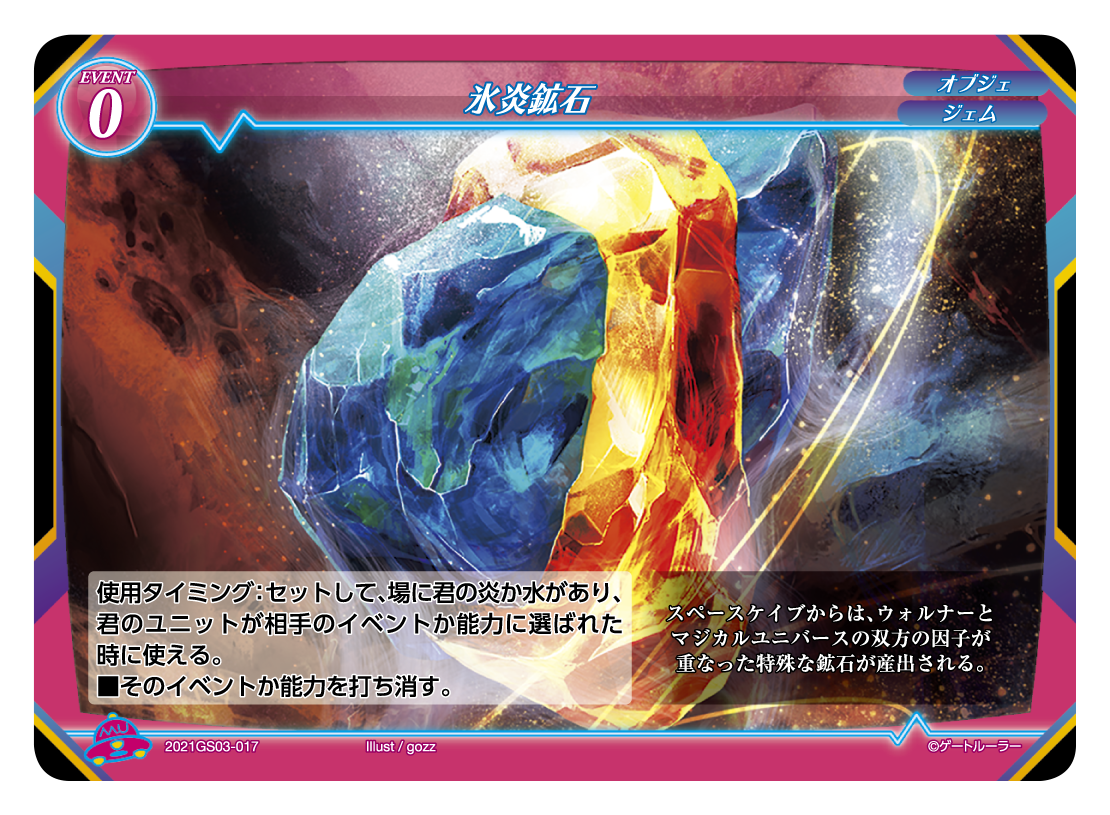 EVENT
0
氷炎鉱石
オブジェ
ジェム
使用タイミング:セットして、場に君の炎か水があり、
君のユニットが相手のイベントか能力に選ばれた
時に使える。
■そのイベントか能力を打ち消す。
スペースケイブからは、ウォルナーと
マジカルユニバースの双方の因子が
重なった特殊な鉱石が産出される。
MU
2021GS03-017
Illust / gozz
©ゲートルーラー